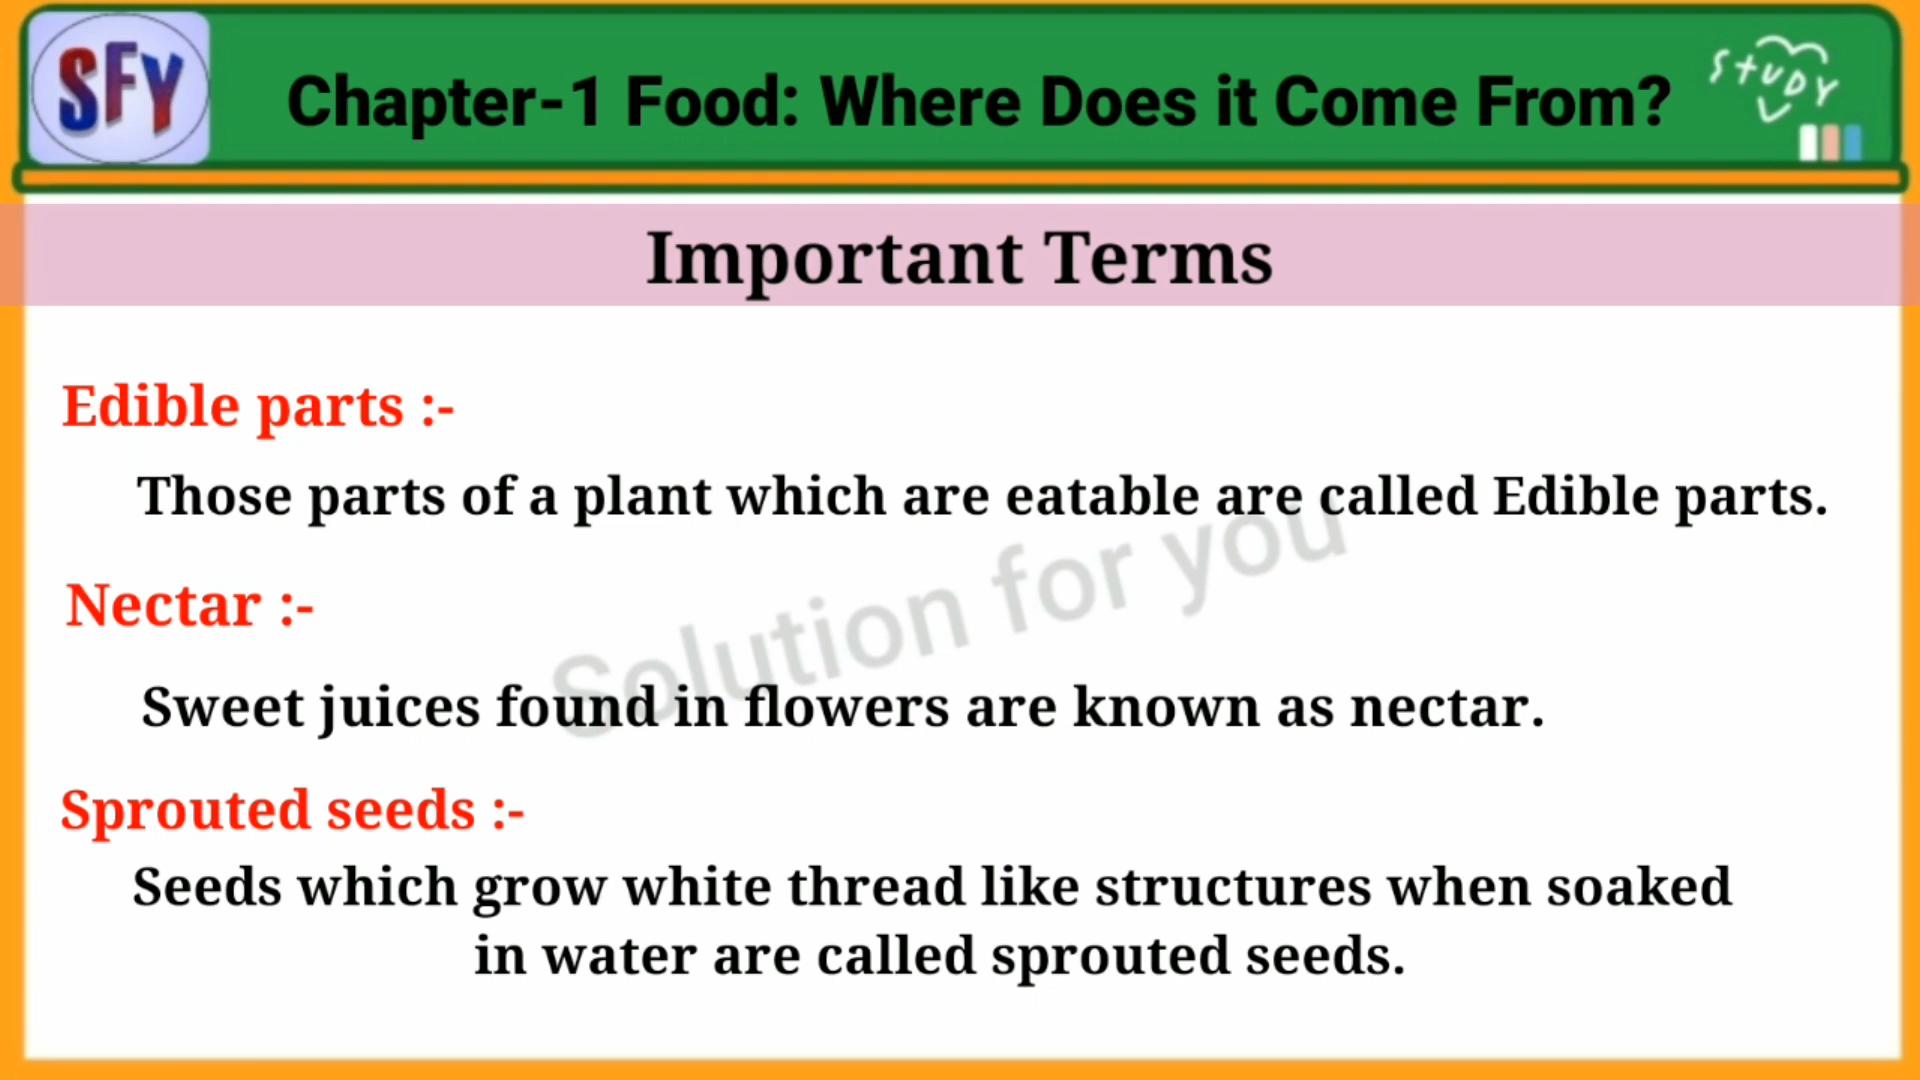 SFY
Chapter-1 Food: Where Does it Come From?
STUDY
Important Terms
Edible parts :-
Those parts of a plant which are eatable are called Edible parts.
Nectar :-
Solution for you
Sweet juices found in flowers are known as nectar.
Sprouted seeds :-
Seeds which grow white thread like structures when soaked
in water are called sprouted seeds.